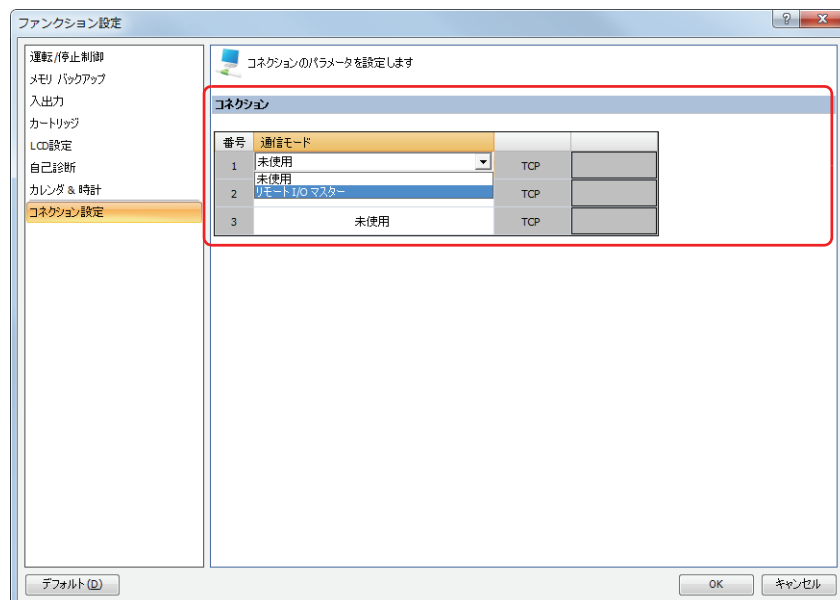 ファンクション設定
運転/停止制御
メモリ バックアップ
入出力
カートリッジ
LCD設定
自己診断
カレンダ & 時計
コネクション設定
コネクションのパラメータを設定します
コネクション
番号 通信モード
1 未使用 TCP
未使用
2 リモート I/O マスター TCP
3 未使用 TCP
デフォルト(D) OK キャンセル